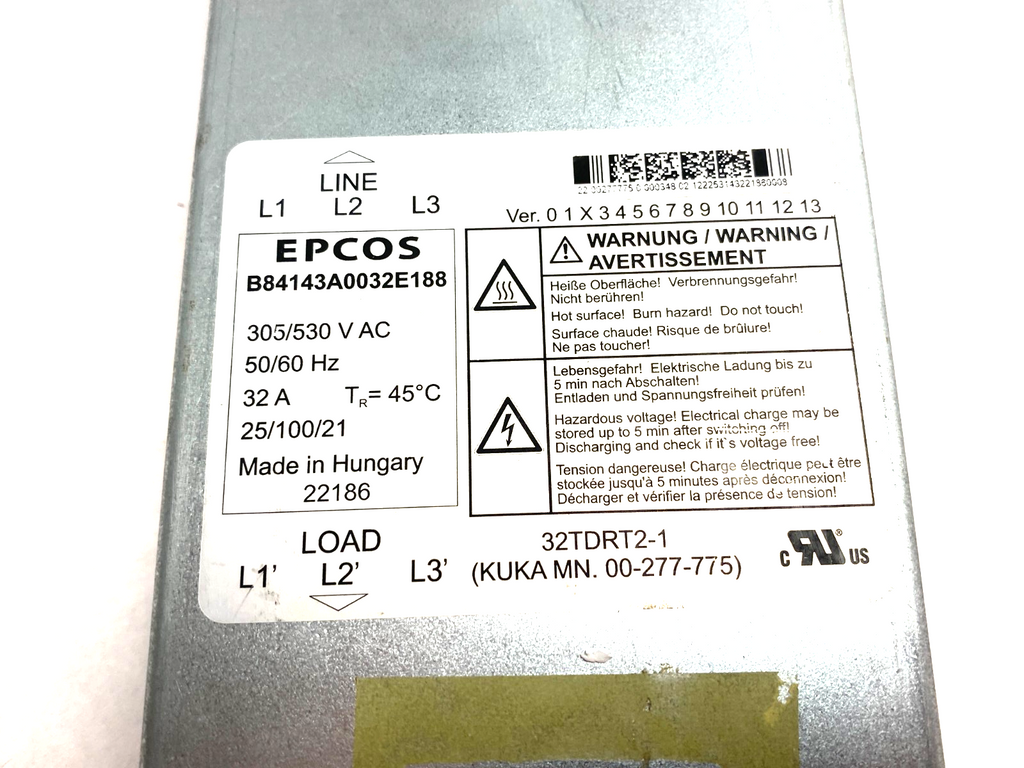 LINE
L1 L2 L3
EPCOS
B84143A0032E188
305/530 V AC
50/60 Hz
32 A TR= 45°C
25/100/21
Made in Hungary
22186
LOAD
L1' L2' L3'
Ver. 0 1 X 3 4 5 6 7 8 9 10 11 12 13
WARNUNG / WARNING /
AVERTISSEMENT
Heiße Oberfläche! Verbrennungsgefahr!
Nicht berühren!
Hot surface! Burn hazard! Do not touch!
Surface chaude! Risque de brûlure!
Ne pas toucher!
Lebensgefahr! Elektrische Ladung bis zu
5 min nach Abschalten!
Entladen und Spannungsfreiheit prüfen!
Hazardous voltage! Electrical charge may be
stored up to 5 min after switching off!
Discharging and check if it`s voltage free!
Tension dangereuse! Charge électrique peut être
stockée jusqu'à 5 minutes après déconnexion!
Décharger et vérifier la présence de tension!
32TDRT2-1
(KUKA MN. 00-277-775)
c RU ® US